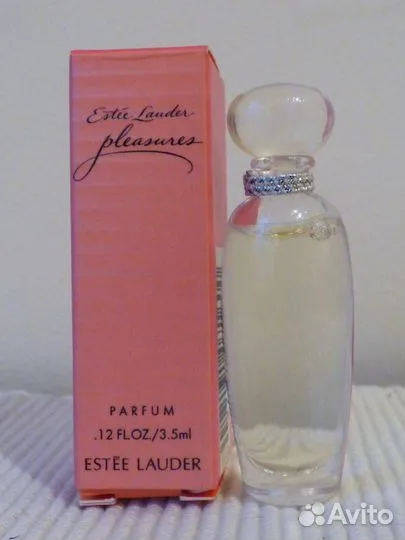 Estée Lauder
pleasures
PARFUM
.12 FL.OZ./3.5ml
ESTĒE LAUDER
Avito